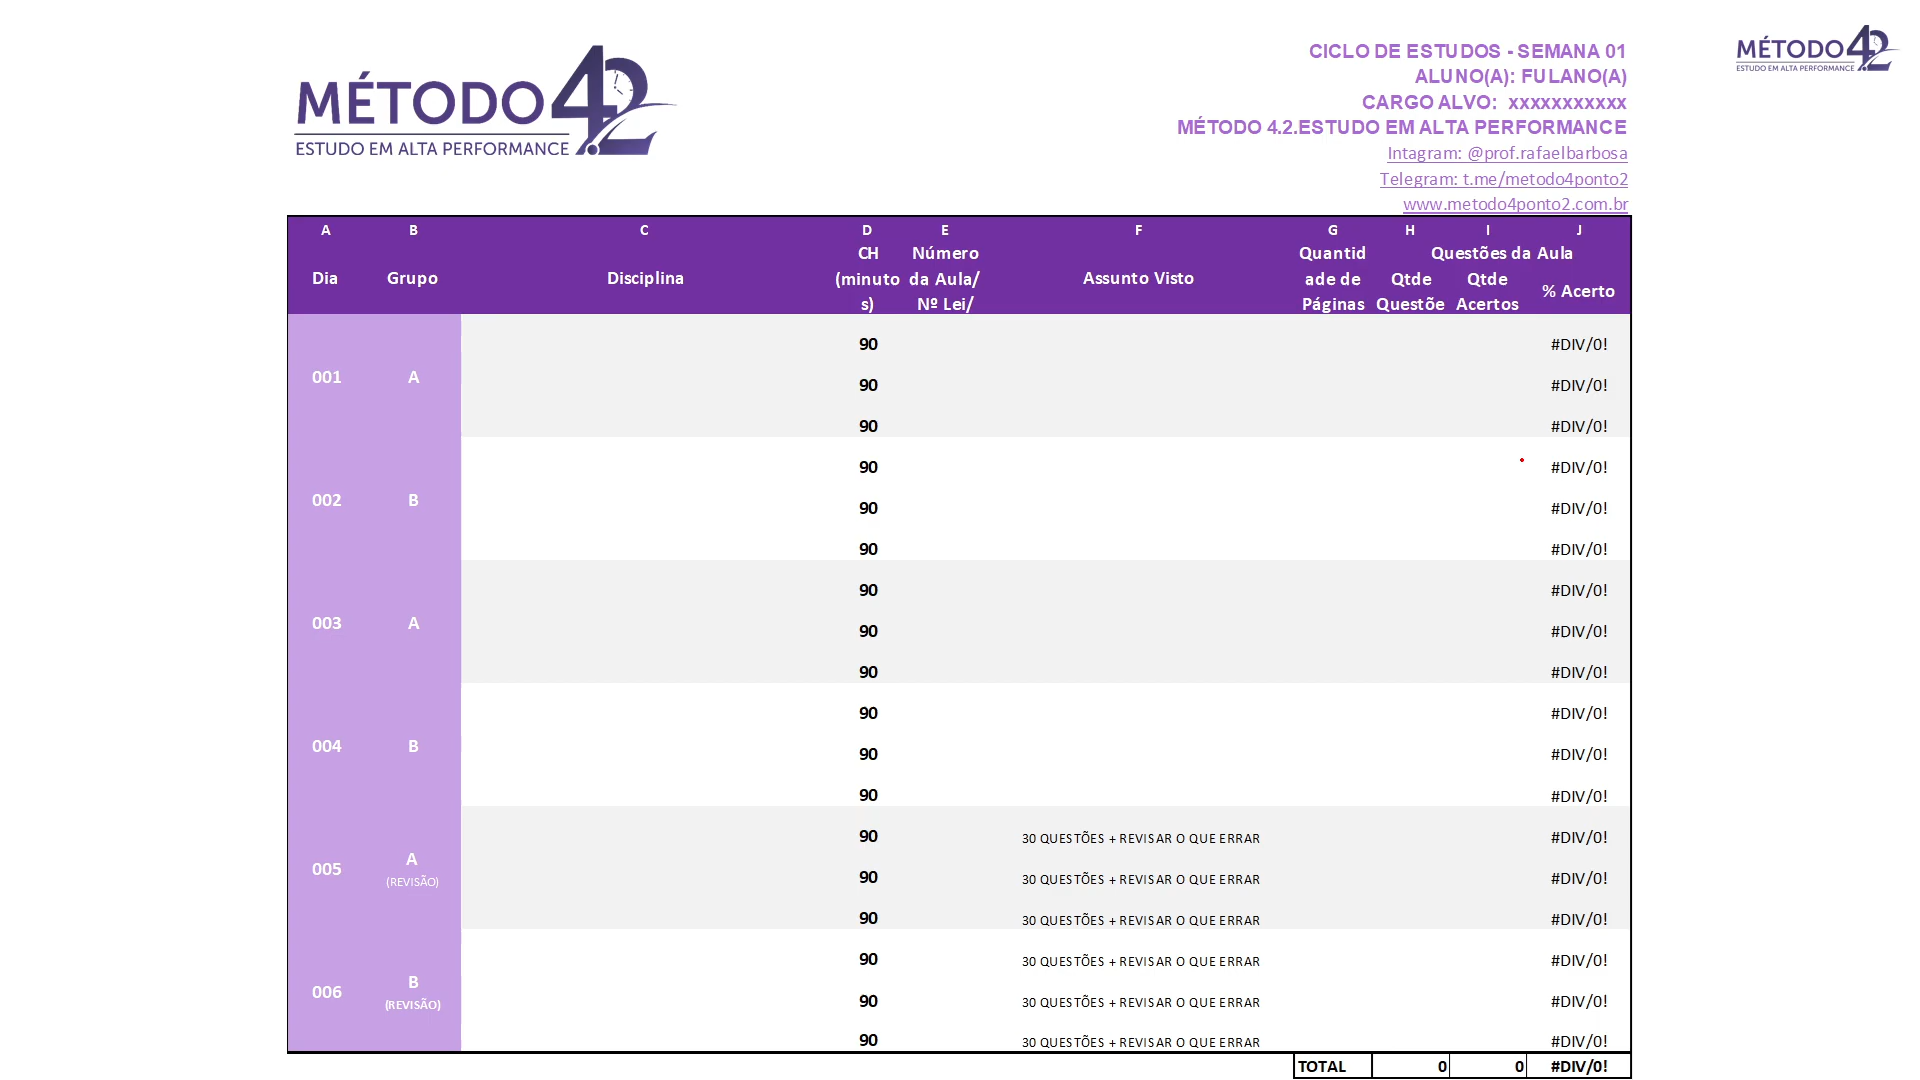 MÉTODO 42
ESTUDO EM ALTA PERFORMANCE
CICLO DE ESTUDOS - SEMANA 01
ALUNO(A): FULANO(A)
CARGO ALVO: xxxxxxxxxxx
MÉTODO 4.2.ESTUDO EM ALTA PERFORMANCE
Intagram: @prof.rafaelbarbosa
Telegram: t.me/metodo4ponto2
www.metodo4ponto2.com.br
MÉTODO 42
ESTUDO EM ALTA PERFORMANCE
A B C D E F G H I J
Dia Grupo Disciplina CH (minutos) Número da Aula/ Nº Lei/ Assunto Visto Quantidade de Páginas Questões da Aula
Qtde Questõe Qtde Acertos % Acerto
001 A 90 #DIV/0!
90 #DIV/0!
90 #DIV/0!
002 B 90 #DIV/0!
90 #DIV/0!
90 #DIV/0!
003 A 90 #DIV/0!
90 #DIV/0!
90 #DIV/0!
004 B 90 #DIV/0!
90 #DIV/0!
90 #DIV/0!
005 A (REVISÃO) 90 30 QUESTÕES + REVISAR O QUE ERRAR #DIV/0!
90 30 QUESTÕES + REVISAR O QUE ERRAR #DIV/0!
90 30 QUESTÕES + REVISAR O QUE ERRAR #DIV/0!
006 B (REVISÃO) 90 30 QUESTÕES + REVISAR O QUE ERRAR #DIV/0!
90 30 QUESTÕES + REVISAR O QUE ERRAR #DIV/0!
90 30 QUESTÕES + REVISAR O QUE ERRAR #DIV/0!
TOTAL 0 0 #DIV/0!